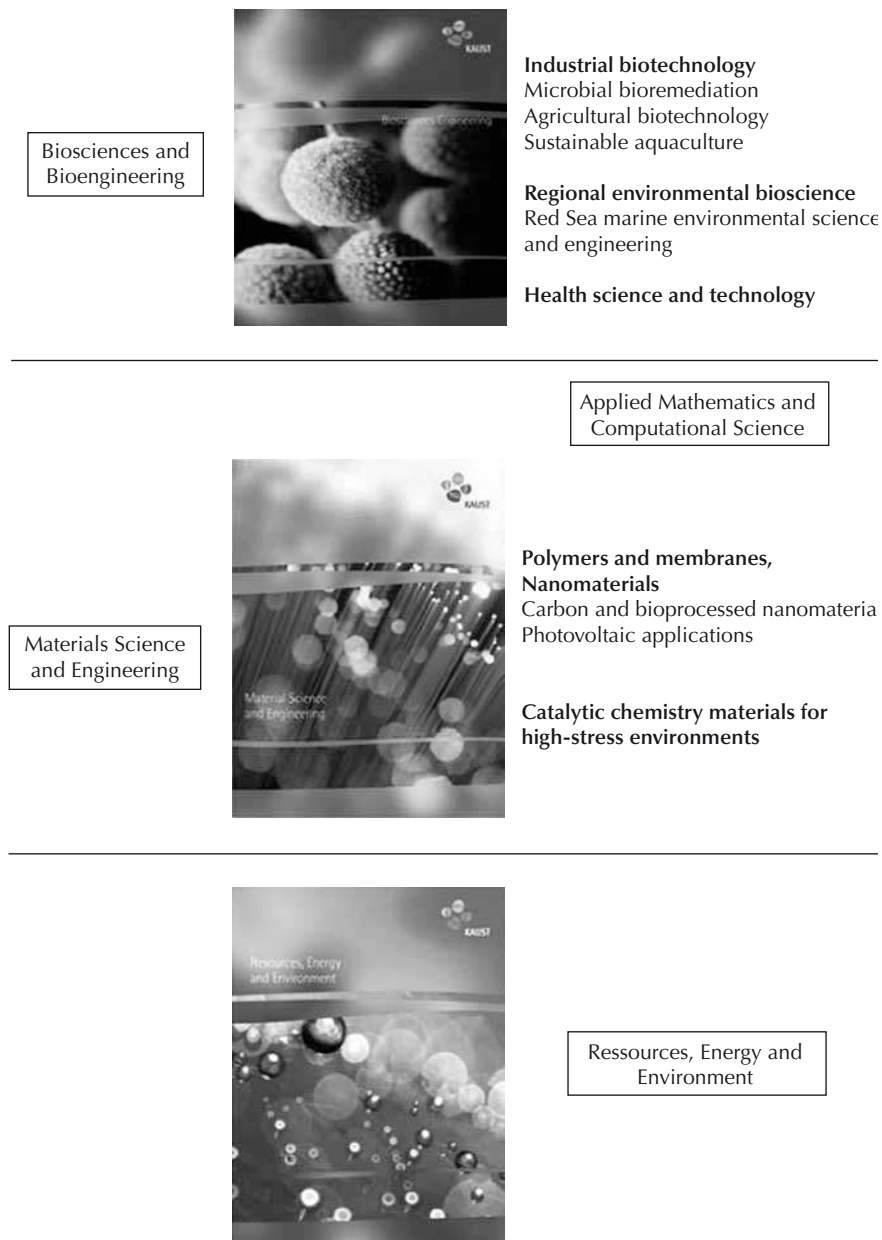 KAUST
Biosciences Engineering
Biosciences and
Bioengineering
Industrial biotechnology
Microbial bioremediation
Agricultural biotechnology
Sustainable aquaculture
Regional environmental bioscience
Red Sea marine environmental science
and engineering
Health science and technology
Applied Mathematics and
Computational Science
KAUST
Material Science
and Engineering
Materials Science
and Engineering
Polymers and membranes,
Nanomaterials
Carbon and bioprocessed nanomateria
Photovoltaic applications
Catalytic chemistry materials for
high-stress environments
KAUST
Resources, Energy
and Environment
Ressources, Energy and
Environment